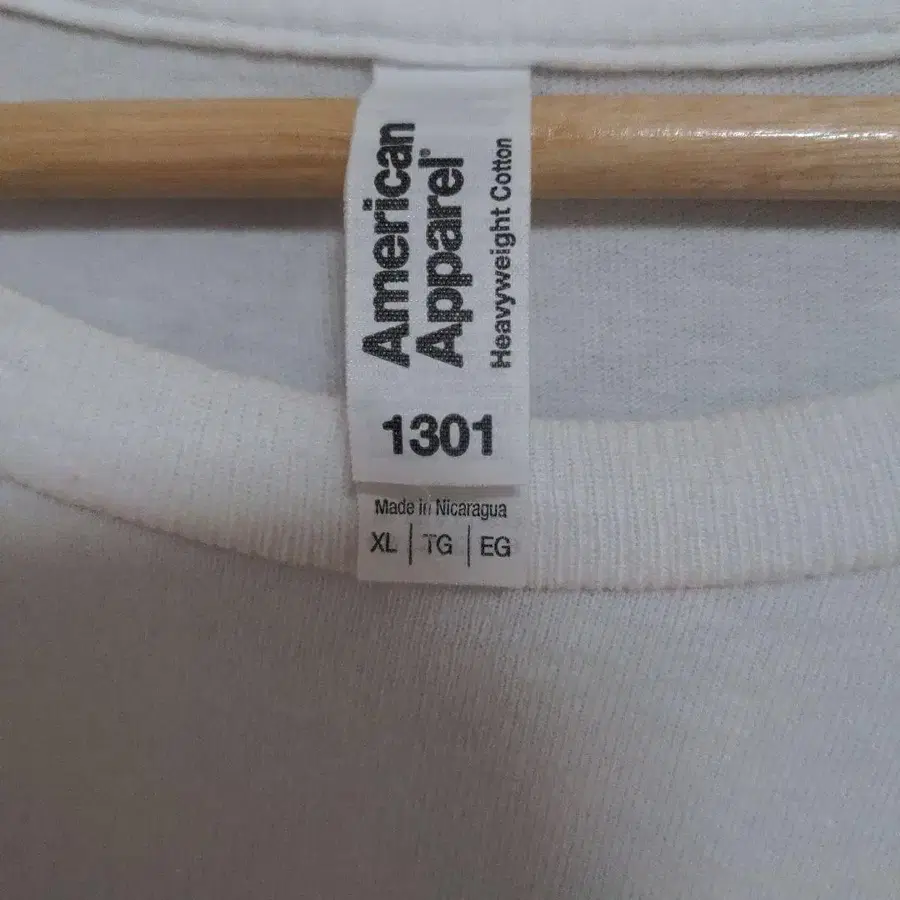 American
Apparel®
Heavyweight Cotton
1301
Made in Nicaragua
XL | TG | EG